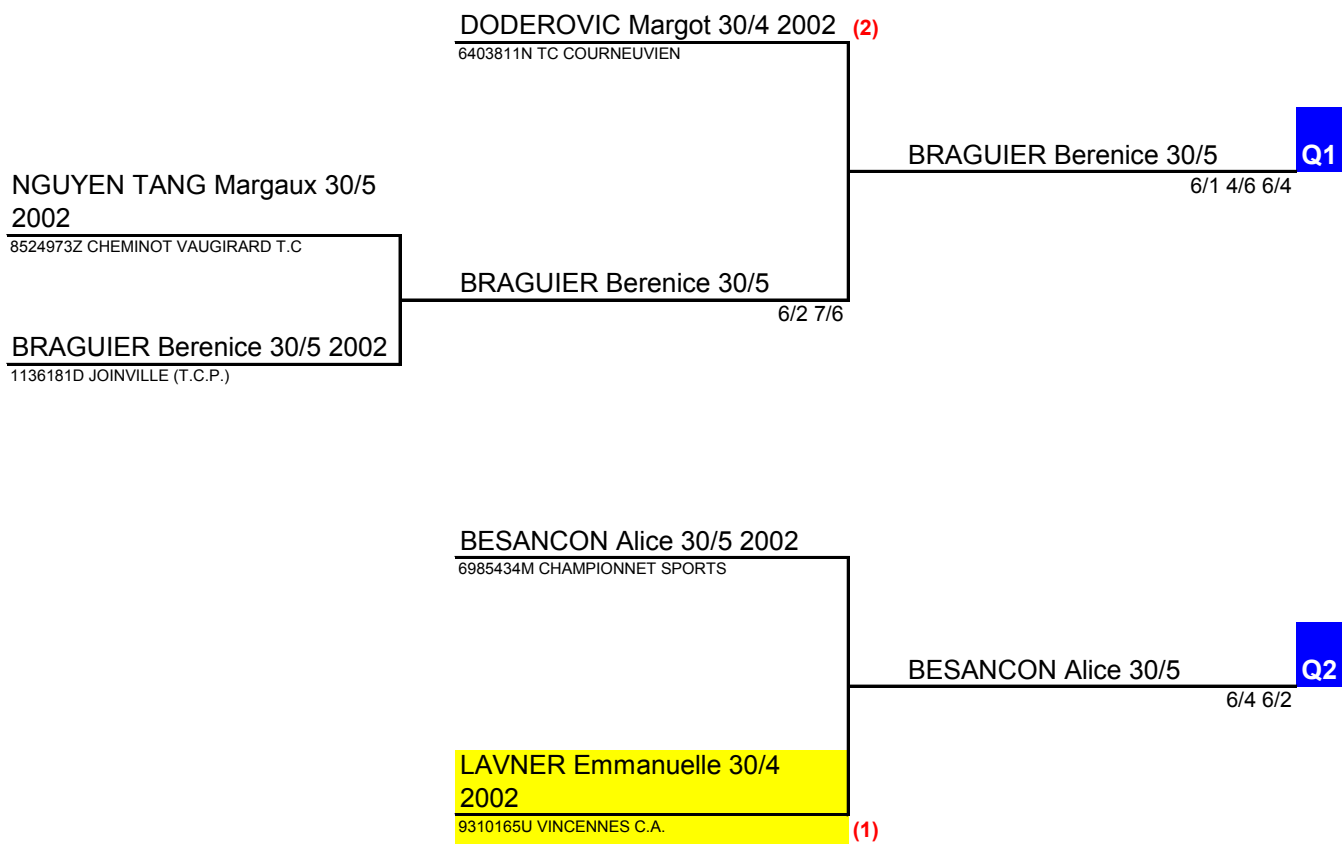 DODEROVIC Margot 30/4 2002 (2)
6403811N TC COURNEUVIEN
BRAGUIER Berenice 30/5 Q1
6/1 4/6 6/4
NGUYEN TANG Margaux 30/5
2002
8524973Z CHEMINOT VAUGIRARD T.C
BRAGUIER Berenice 30/5
6/2 7/6
BRAGUIER Berenice 30/5 2002
1136181D JOINVILLE (T.C.P.)
BESANCON Alice 30/5 2002
6985434M CHAMPIONNET SPORTS
BESANCON Alice 30/5 Q2
6/4 6/2
LAVNER Emmanuelle 30/4
2002
9310165U VINCENNES C.A. (1)